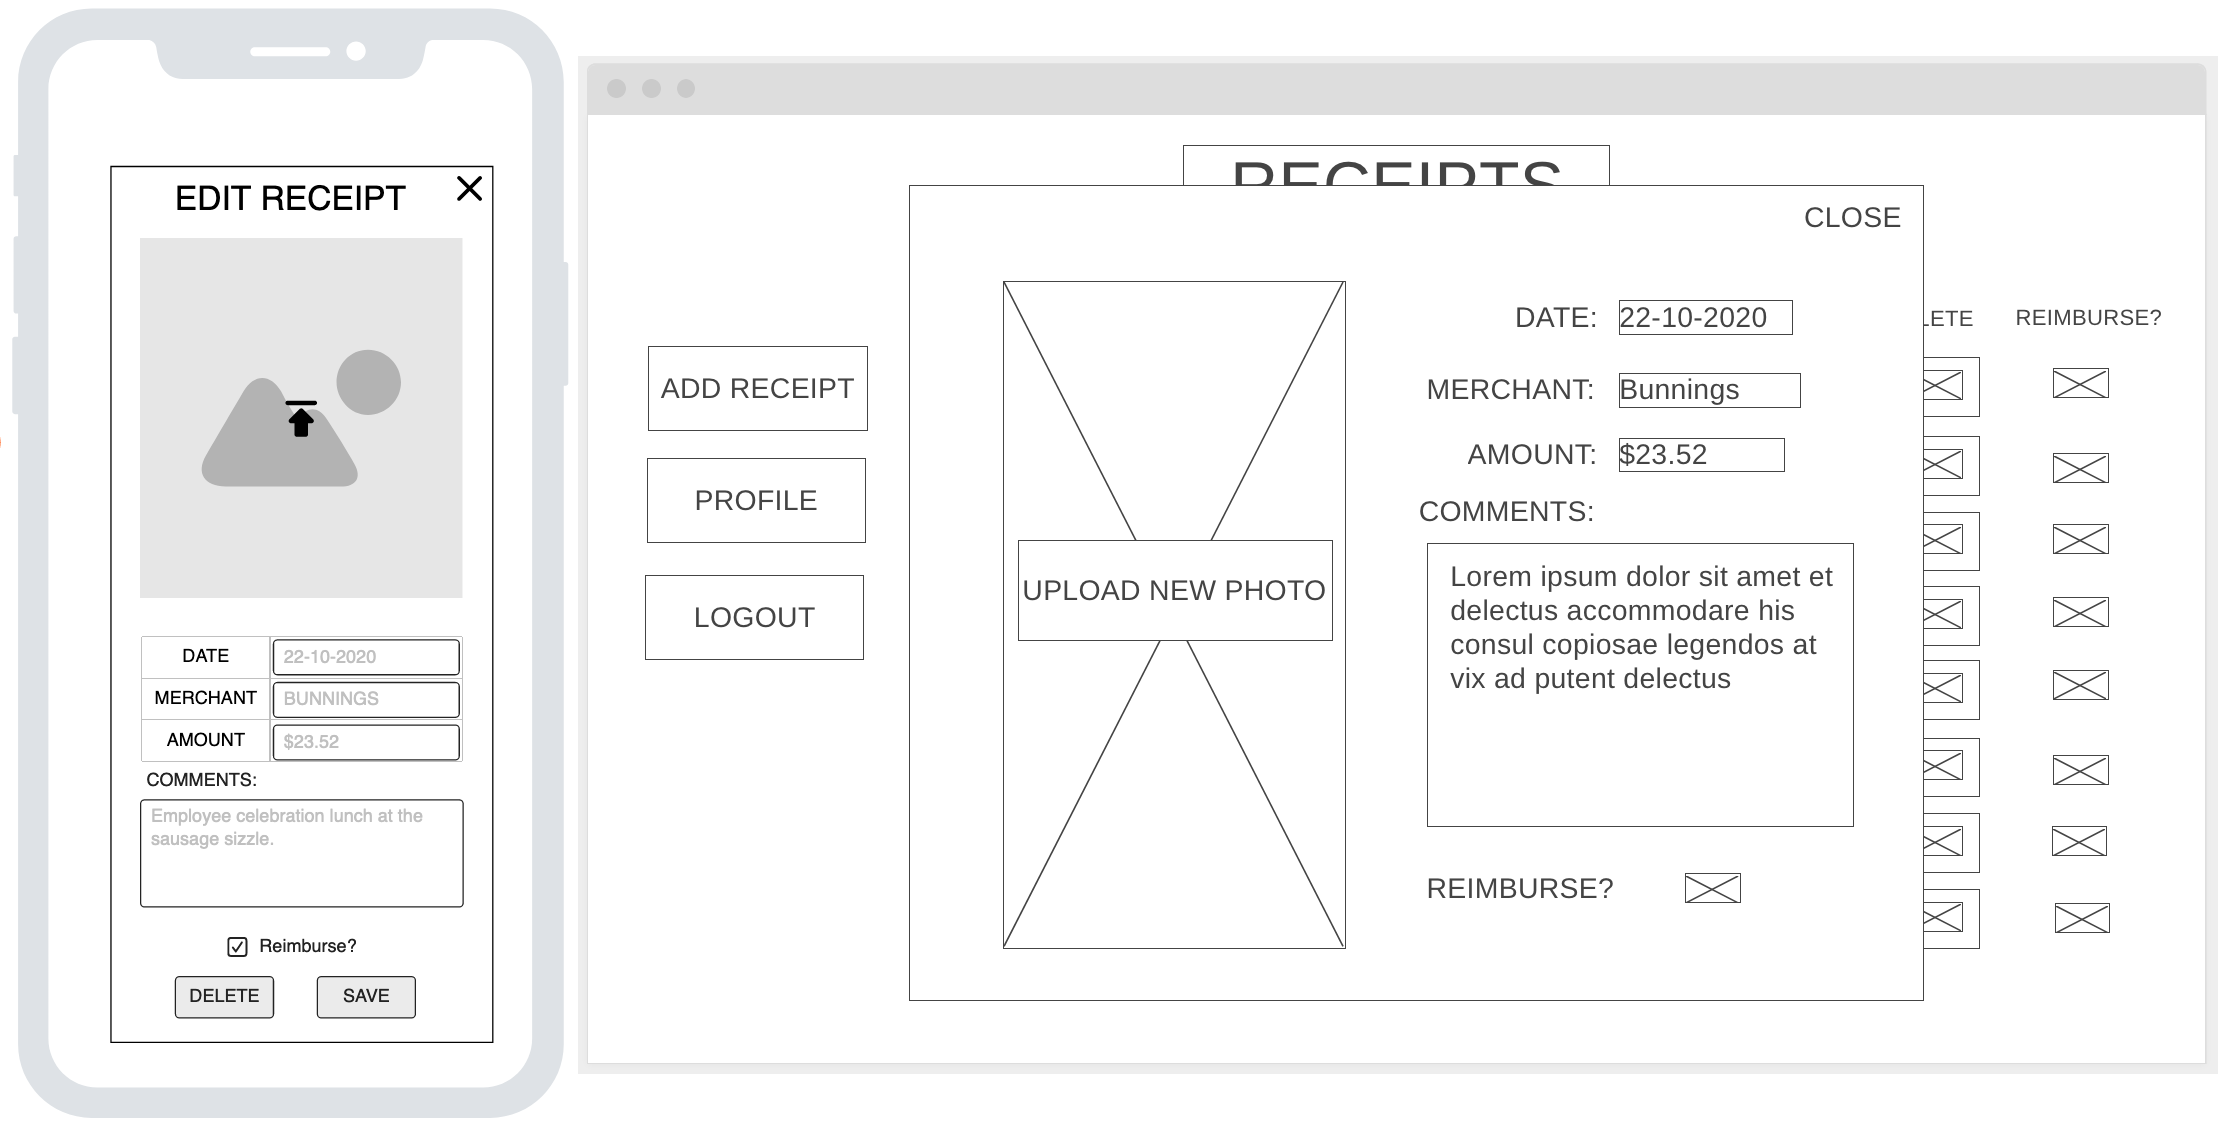 EDIT RECEIPT
DATE 22-10-2020
MERCHANT BUNNINGS
AMOUNT $23.52
COMMENTS:
Employee celebration lunch at the
sausage sizzle.
Reimburse?
DELETE SAVE
RECEIPTS
CLOSE
ADD RECEIPT
PROFILE
LOGOUT
UPLOAD NEW PHOTO
DATE: 22-10-2020
MERCHANT: Bunnings
AMOUNT: $23.52
COMMENTS:
Lorem ipsum dolor sit amet et
delectus accommodare his
consul copiosae legendos at
vix ad putent delectus
REIMBURSE?
LETE REIMBURSE?